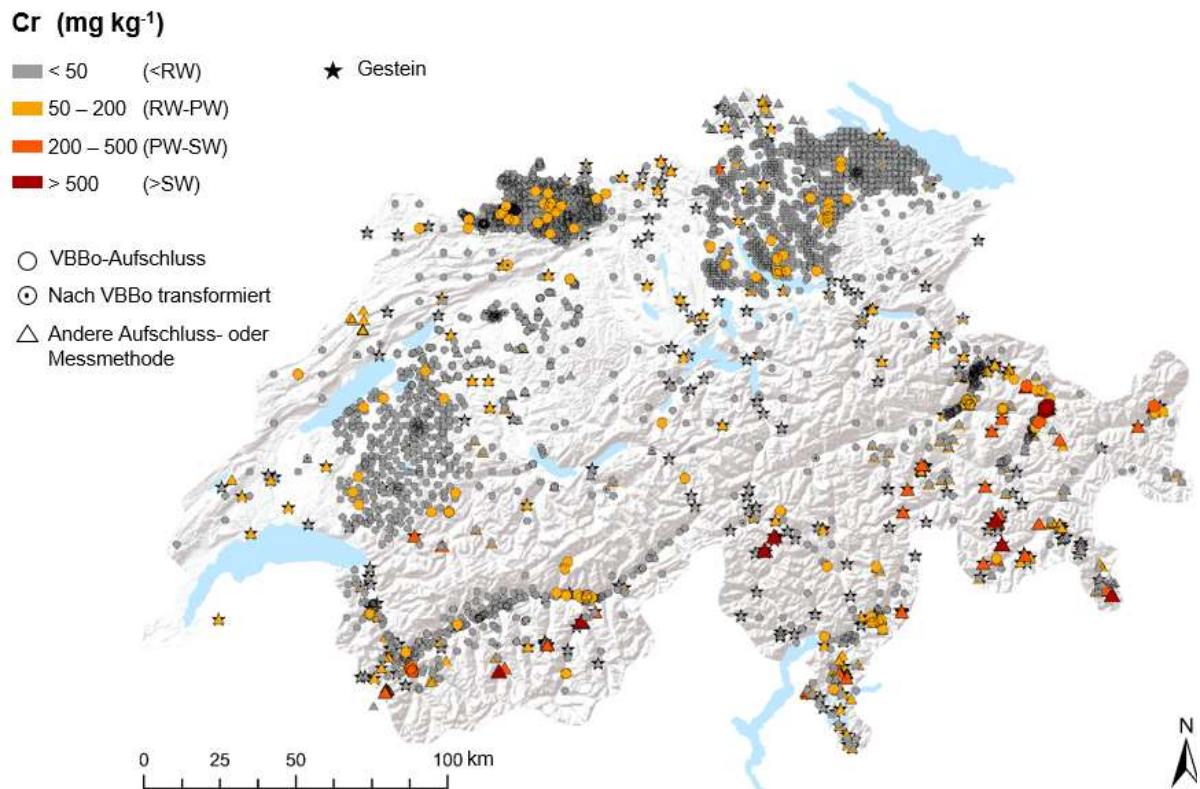 Cr (mg kg-1)
< 50 (<RW)
50 – 200 (RW-PW)
200 – 500 (PW-SW)
> 500 (>SW)
Gestein
VBBo-Aufschluss
Nach VBBo transformiert
Andere Aufschluss- oder
Messmethode
0 25 50 100 km
N